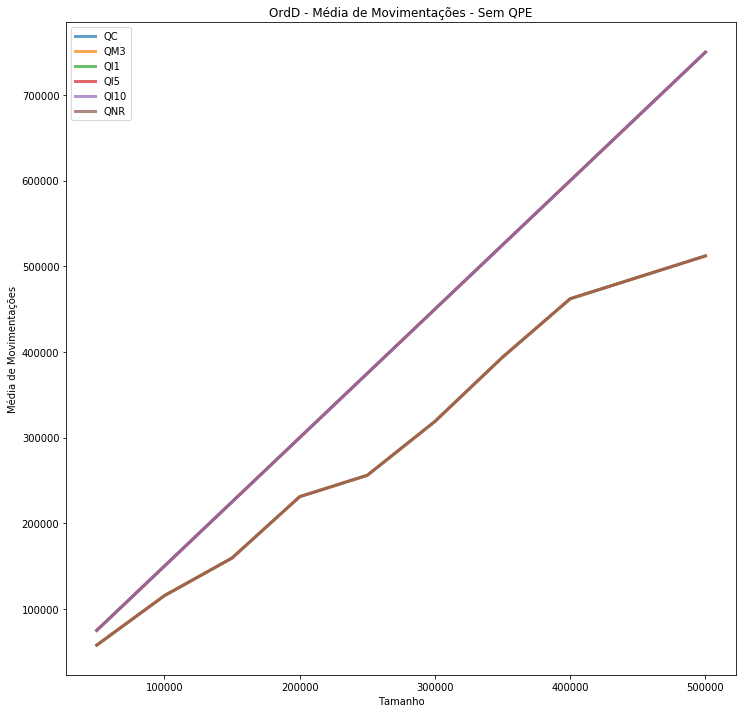 OrdD - Média de Movimentações - Sem QPE
QC
QM3
QI1
QI5
QI10
QNR
Média de Movimentações
700000
600000
500000
400000
300000
200000
100000
100000
200000
300000
400000
500000
Tamanho